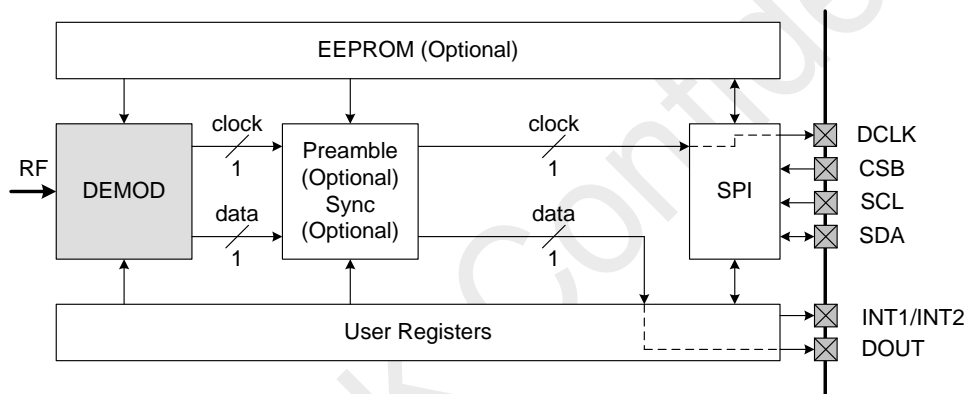 EEPROM (Optional)
RF
DEMOD
clock
1
data
1
Preamble
(Optional)
Sync
(Optional)
clock
1
data
1
SPI
DCLK
CSB
SCL
SDA
User Registers
INT1/INT2
DOUT